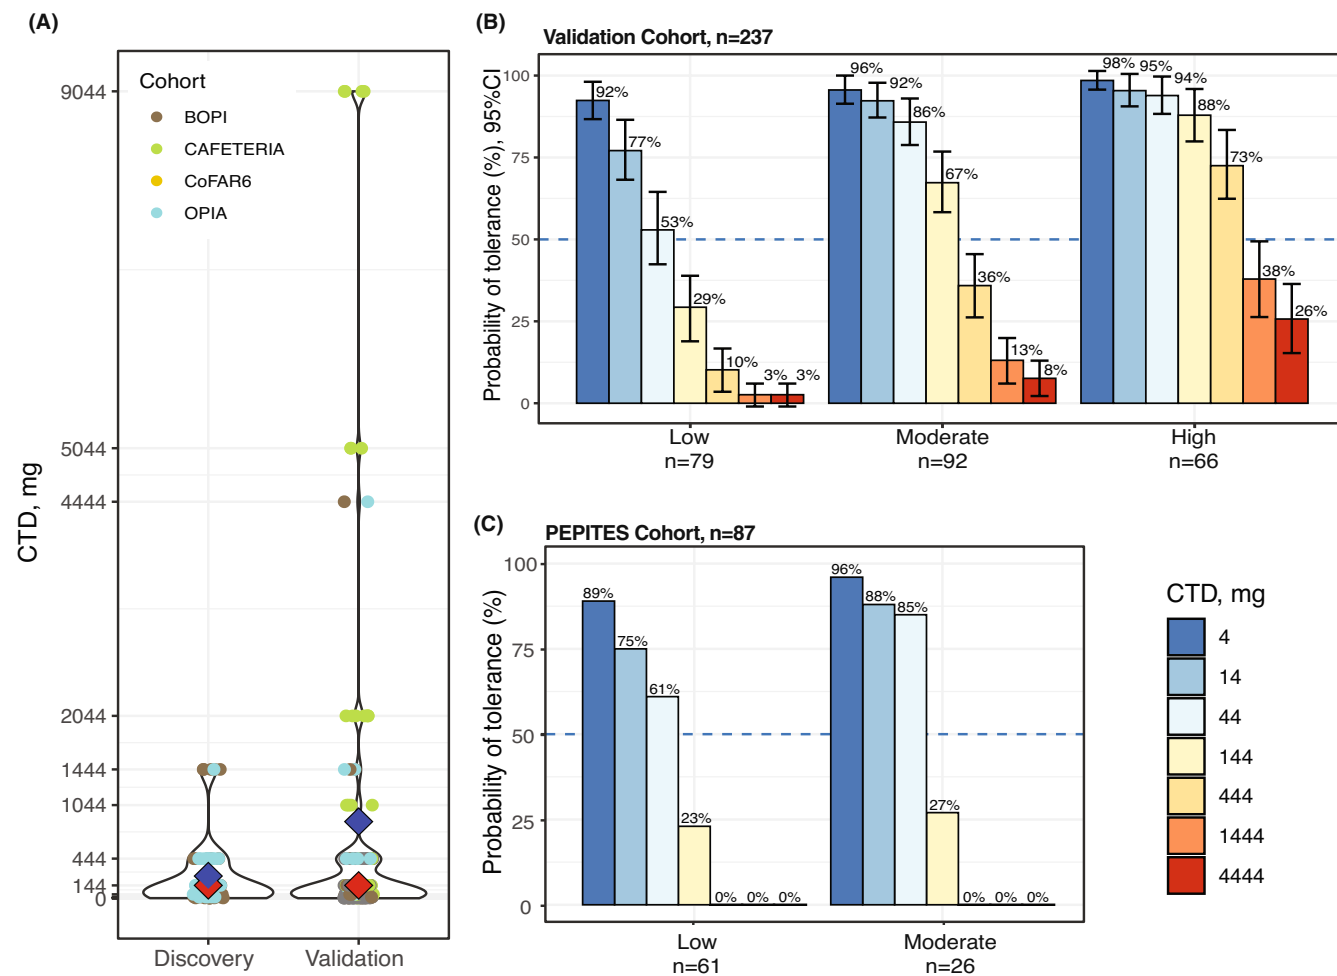 (A)
CTD, mg
9044
5044
4444
2044
1444
1044
444
144
0
Cohort
BOPI
CAFETERIA
CoFAR6
OPIA
Discovery
Validation
(B)
Validation Cohort, n=237
Probability of tolerance (%), 95%CI
100
75
50
25
0
92%
77%
53%
29%
10%
3%
3%
96%
92%
86%
67%
36%
13%
8%
98%
95%
94%
88%
73%
38%
26%
Low
n=79
Moderate
n=92
High
n=66
(C)
PEPITES Cohort, n=87
Probability of tolerance (%)
100
75
50
25
0
89%
75%
61%
23%
0%
0%
0%
96%
88%
85%
27%
0%
0%
0%
Low
n=61
Moderate
n=26
CTD, mg
4
14
44
144
444
1444
4444